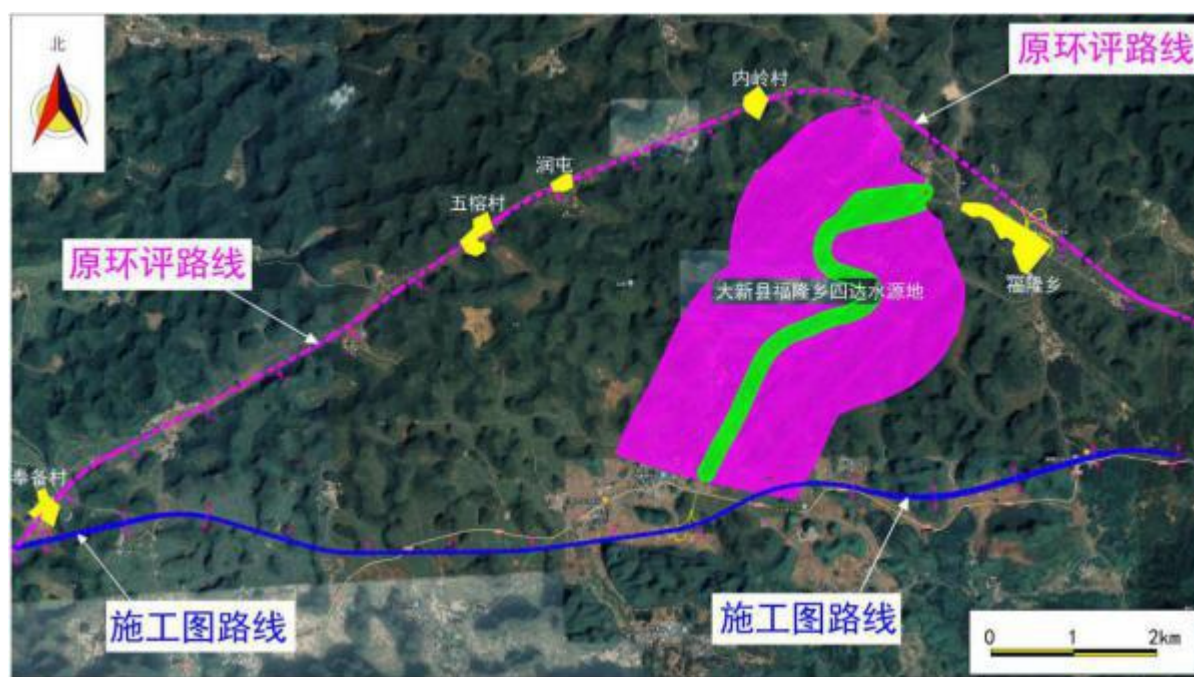 北
原环评路线
内岭村
润屯
五榕村
原环评路线
大新县福隆乡四达水源地
福隆乡
奉备村
施工图路线
施工图路线
0 1 2km